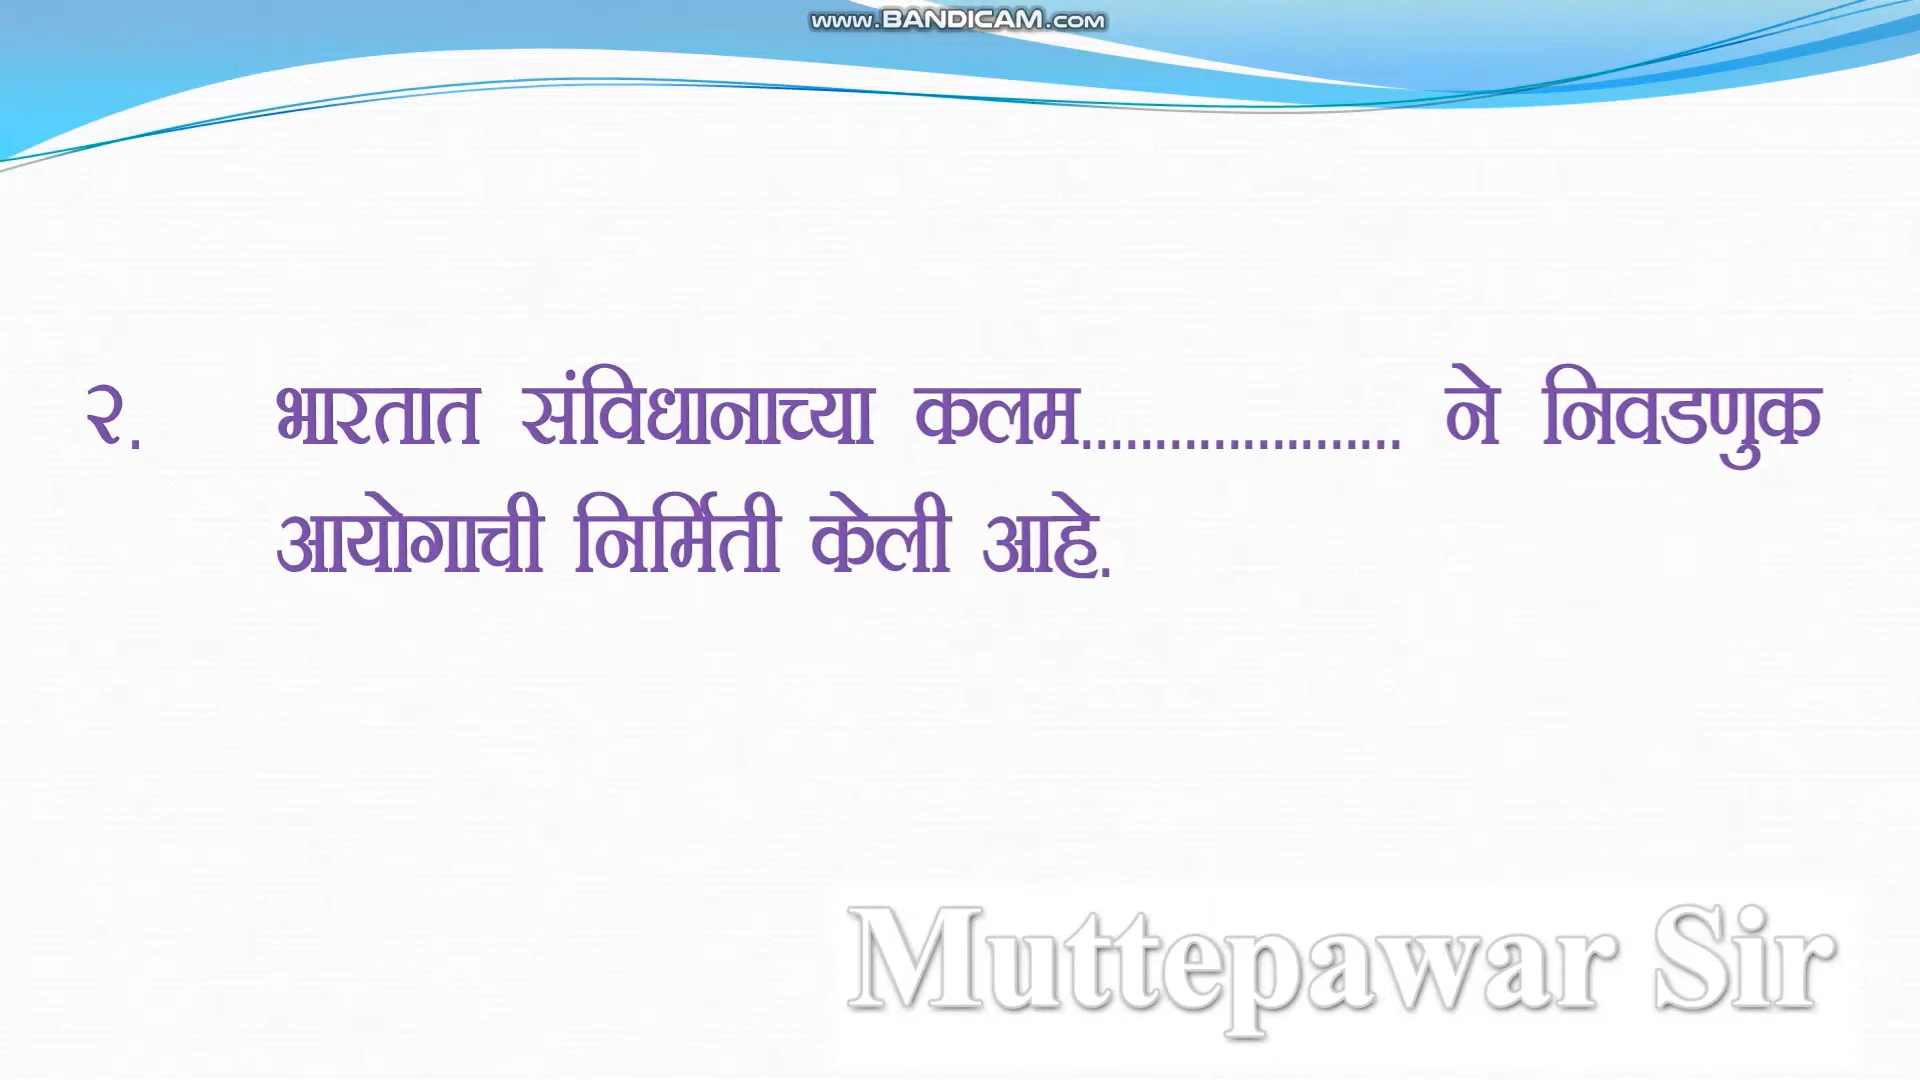 www.BANDICAM.com
२. भारतात संविधानाच्या कलम...................... ने निवडणुक
आयोगाची निर्मिती केली आहे.
Muttepawar Sir